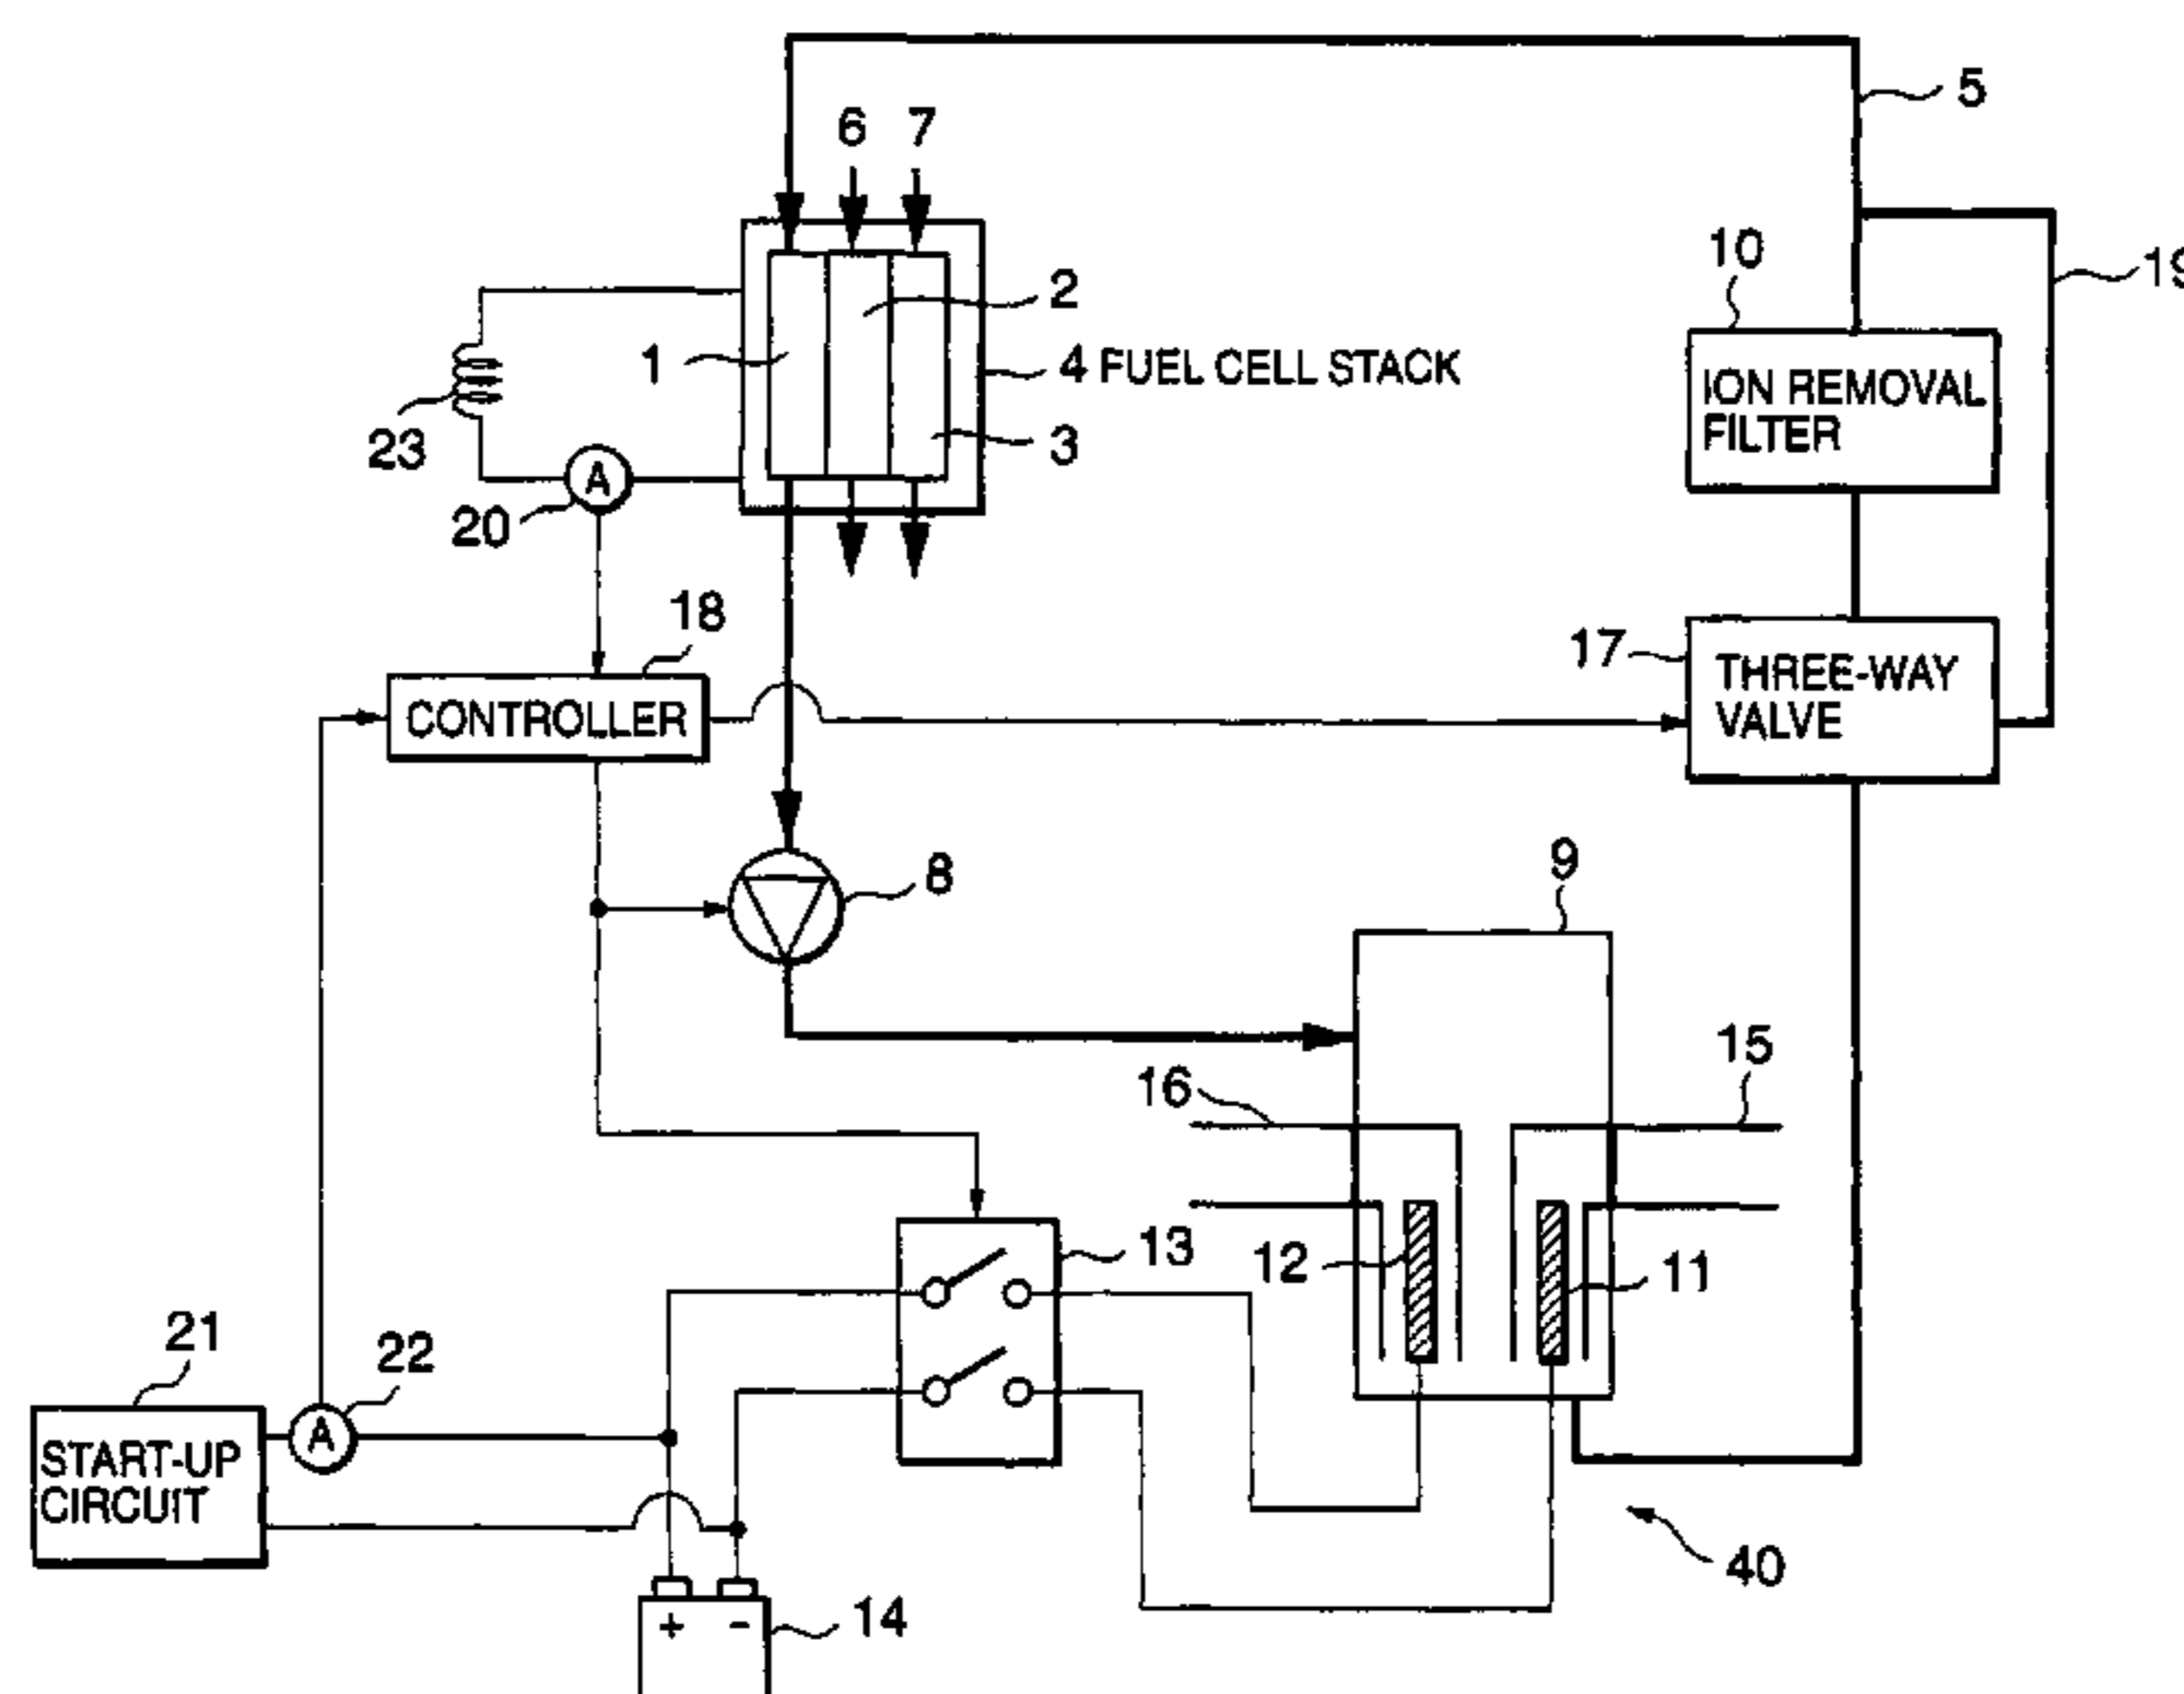 5
6 7
10
19
2
1
4 FUEL CELL STACK
ION REMOVAL
FILTER
23
3
A
20
18
17
THREE-WAY
VALVE
CONTROLLER
9
8
15
16
13
12
11
21
22
A
START-UP
CIRCUIT
40
14
+ -